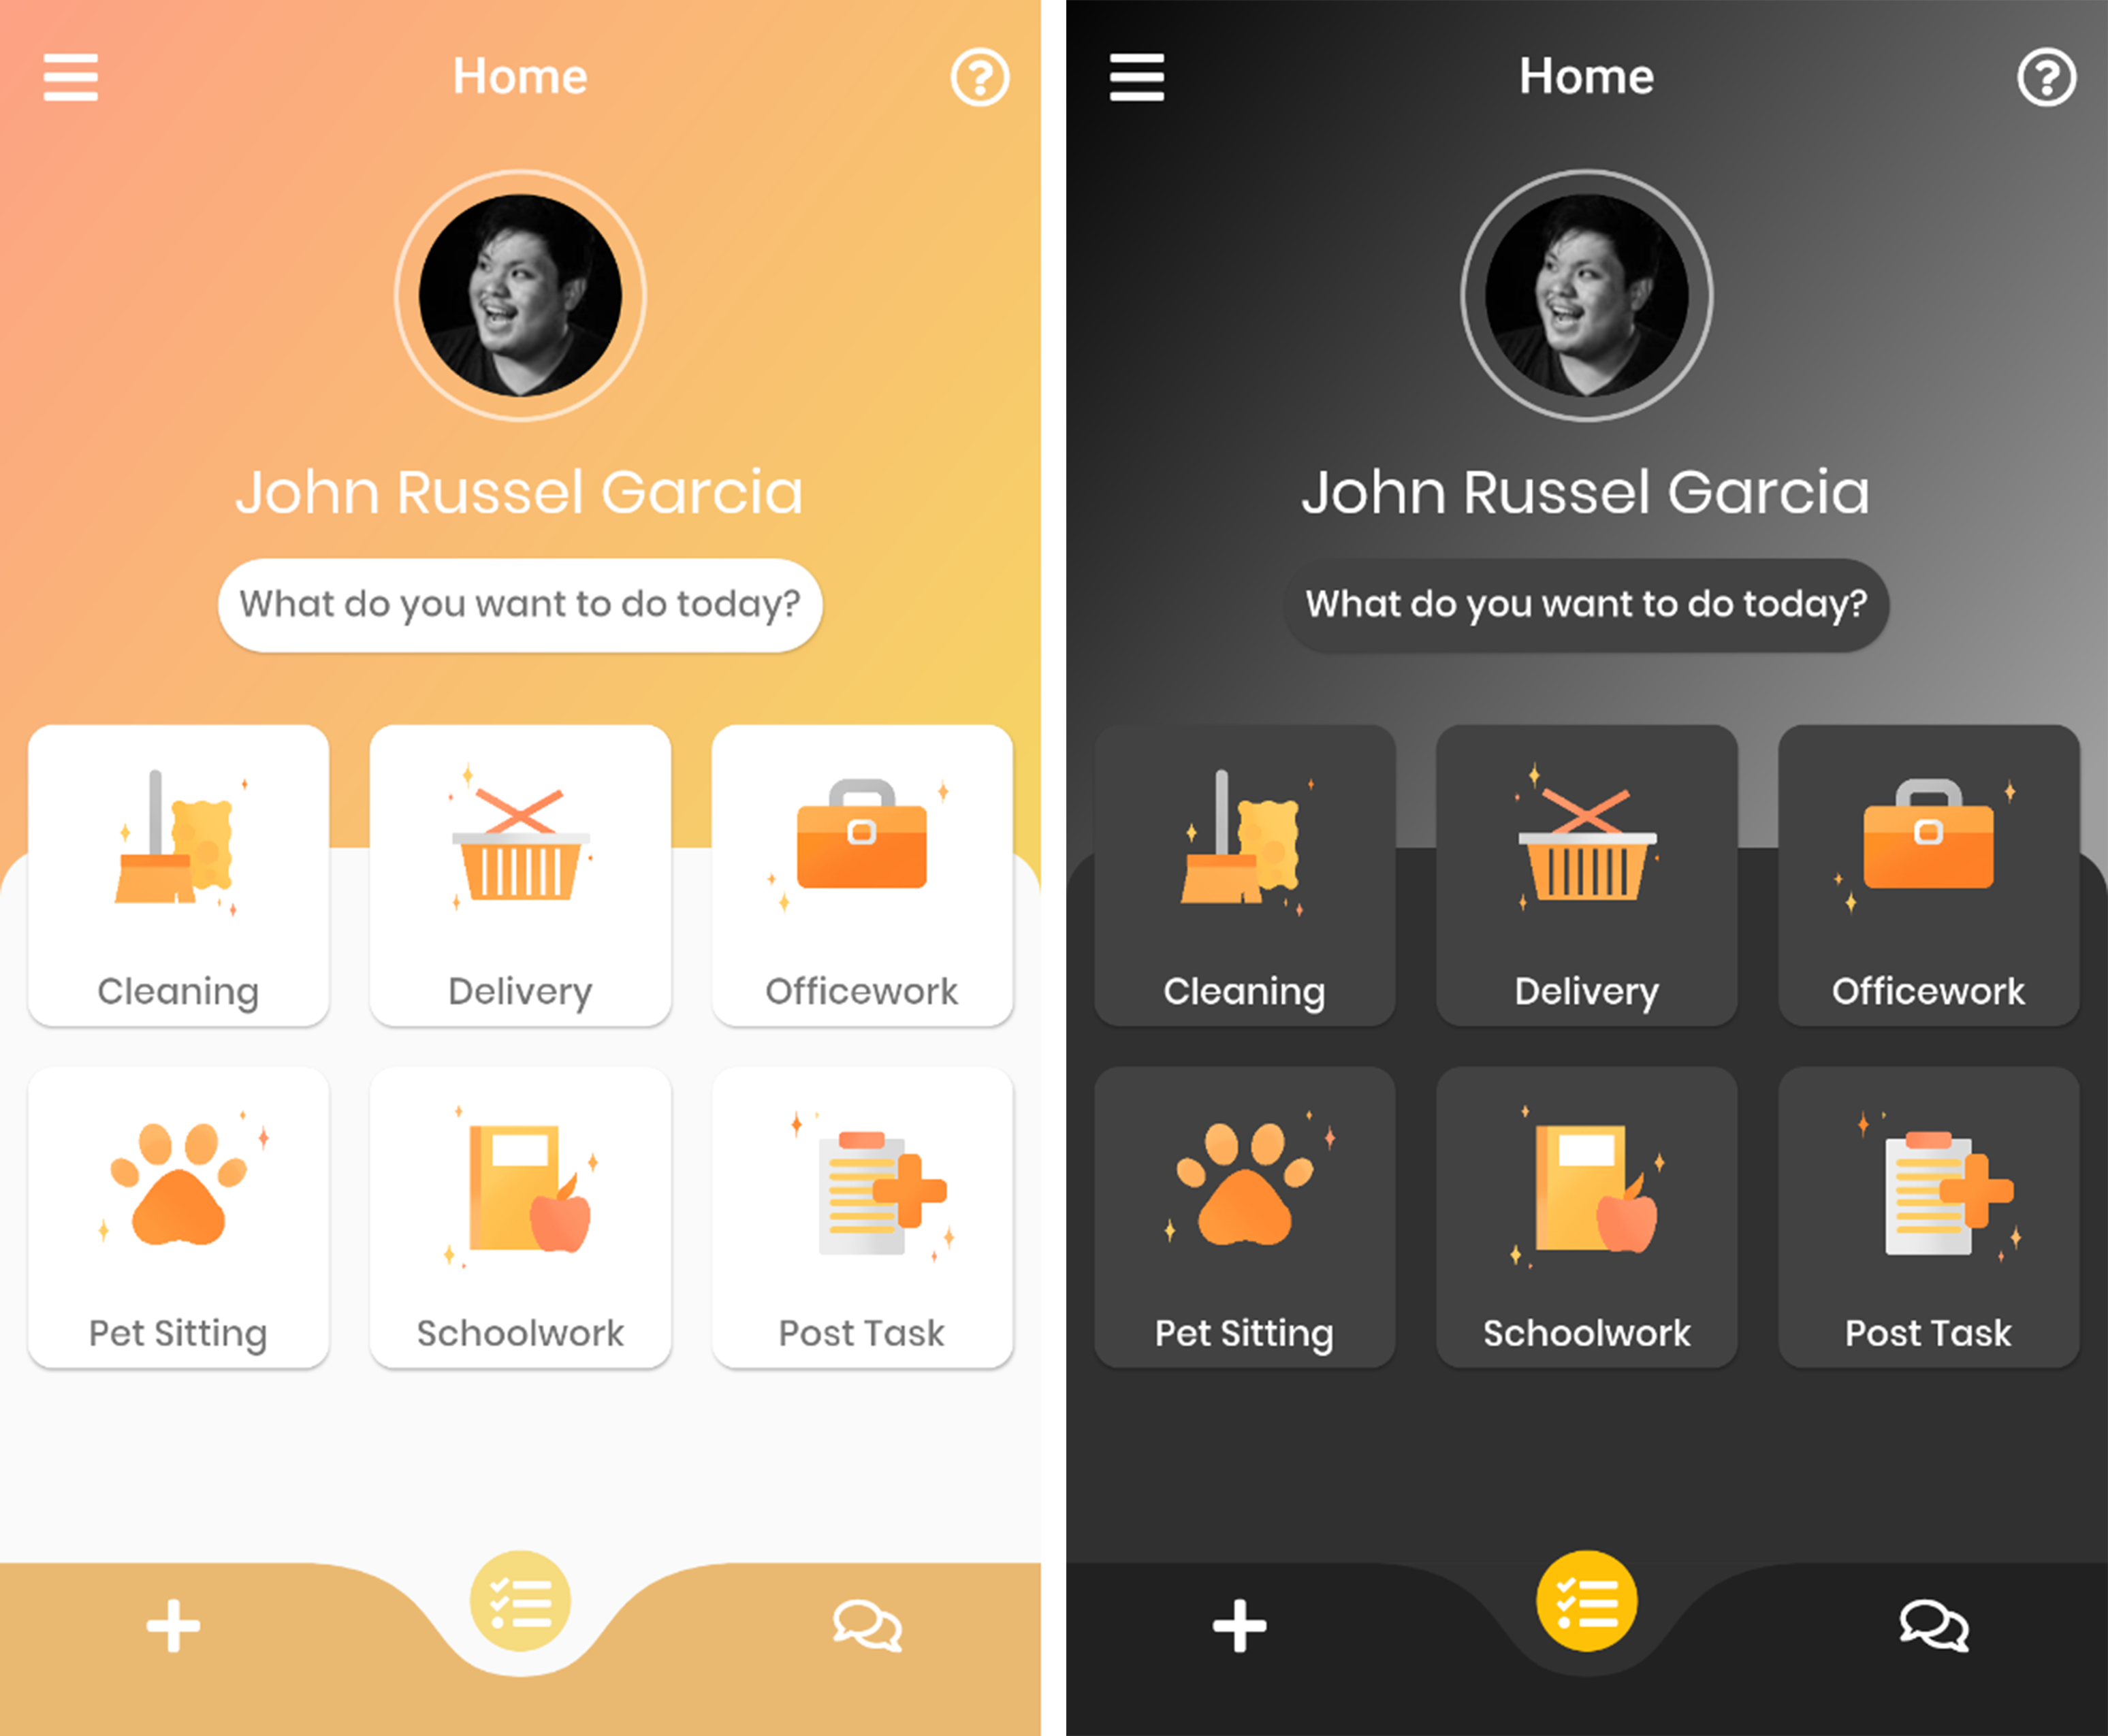 Home
John Russel Garcia
What do you want to do today?
Cleaning
Delivery
Officework
Pet Sitting
Schoolwork
Post Task
Home
John Russel Garcia
What do you want to do today?
Cleaning
Delivery
Officework
Pet Sitting
Schoolwork
Post Task